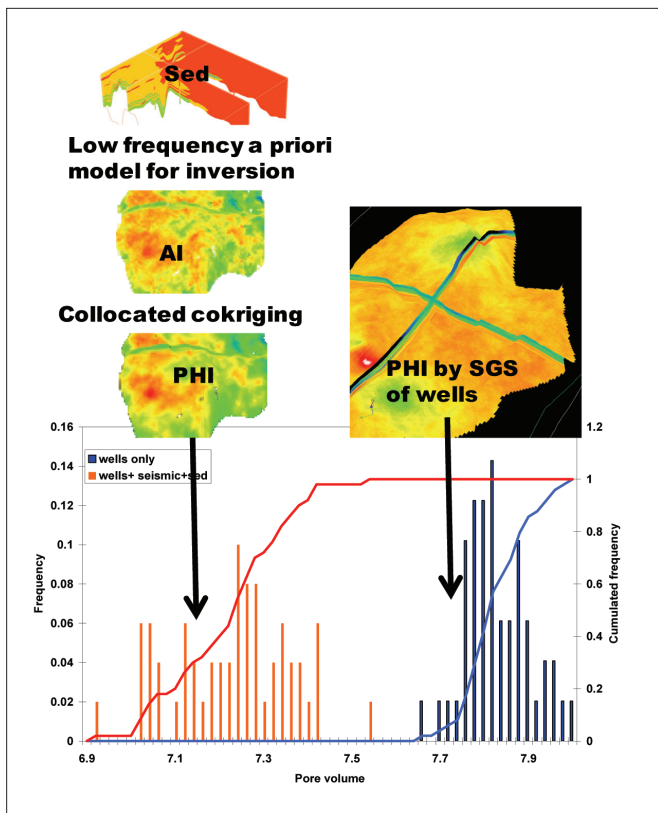 Sed
Low frequency a priori
model for inversion
AI
Collocated cokriging
PHI
PHI by SGS
of wells
0.16
0.14
0.12
0.1
0.08
0.06
0.04
0.02
0
Frequency
wells only
wells+ seismic+sed
1.2
1
0.8
0.6
0.4
0.2
0
Cumulated frequency
6.9 7.1 7.3 7.5 7.7 7.9
Pore volume